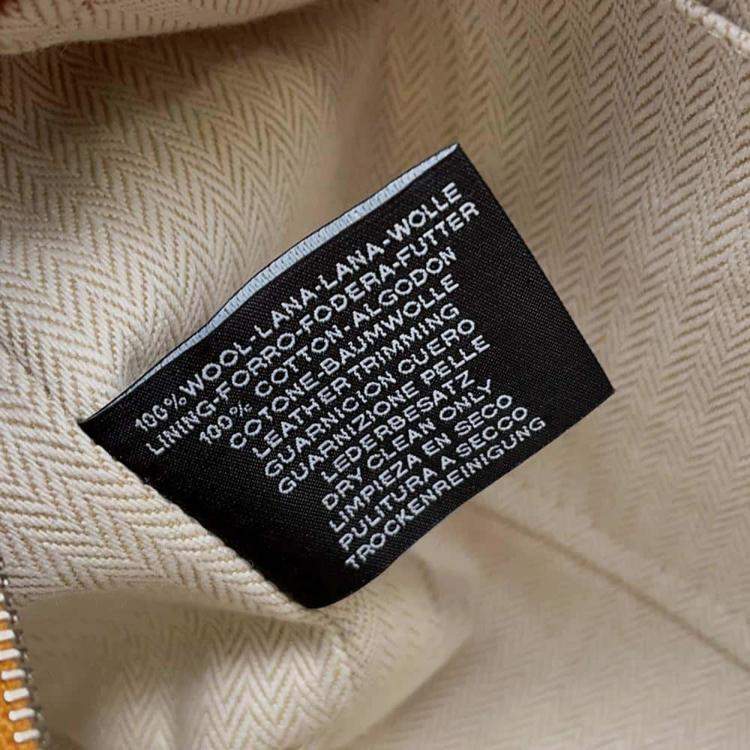 100% WOOL-LANA-LANA-WOLLE
LINING-FORRO-FODERA-FUTTER
100% COTTON-ALGODON
COTONE-BAUMWOLLE
LEATHER TRIMMING
GUARNICION CUERO
GUARNIZIONE PELLE
LEDERBESATZ
DRY CLEAN ONLY
LIMPIEZA EN SECO
PULITURA A SECCO
TROCKENREINIGUNG